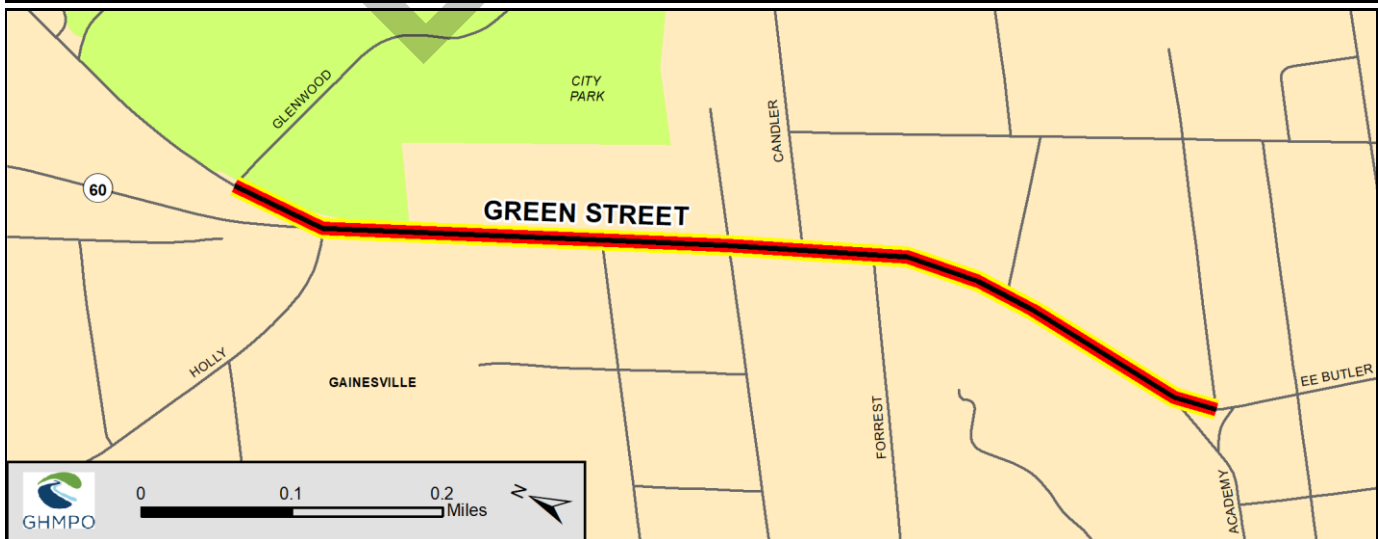 CITY
PARK
GLENWOOD
CANDLER
60
GREEN STREET
HOLLY
GAINESVILLE
FORREST
EE BUTLER
ACADEMY
GHMPO
0 0.1 0.2
Miles
N